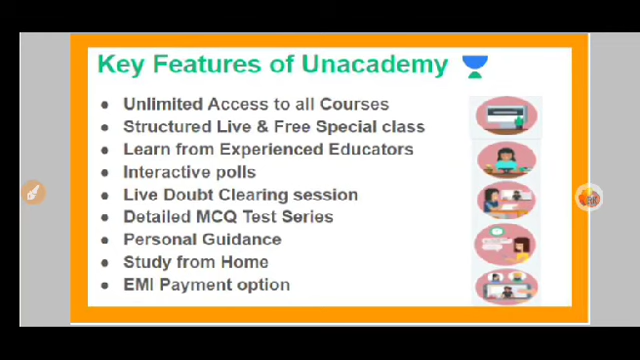 Key Features of Unacademy
● Unlimited Access to all Courses
● Structured Live & Free Special class
● Learn from Experienced Educators
● Interactive polls
● Live Doubt Clearing session
● Detailed MCQ Test Series
● Personal Guidance
● Study from Home
● EMI Payment option